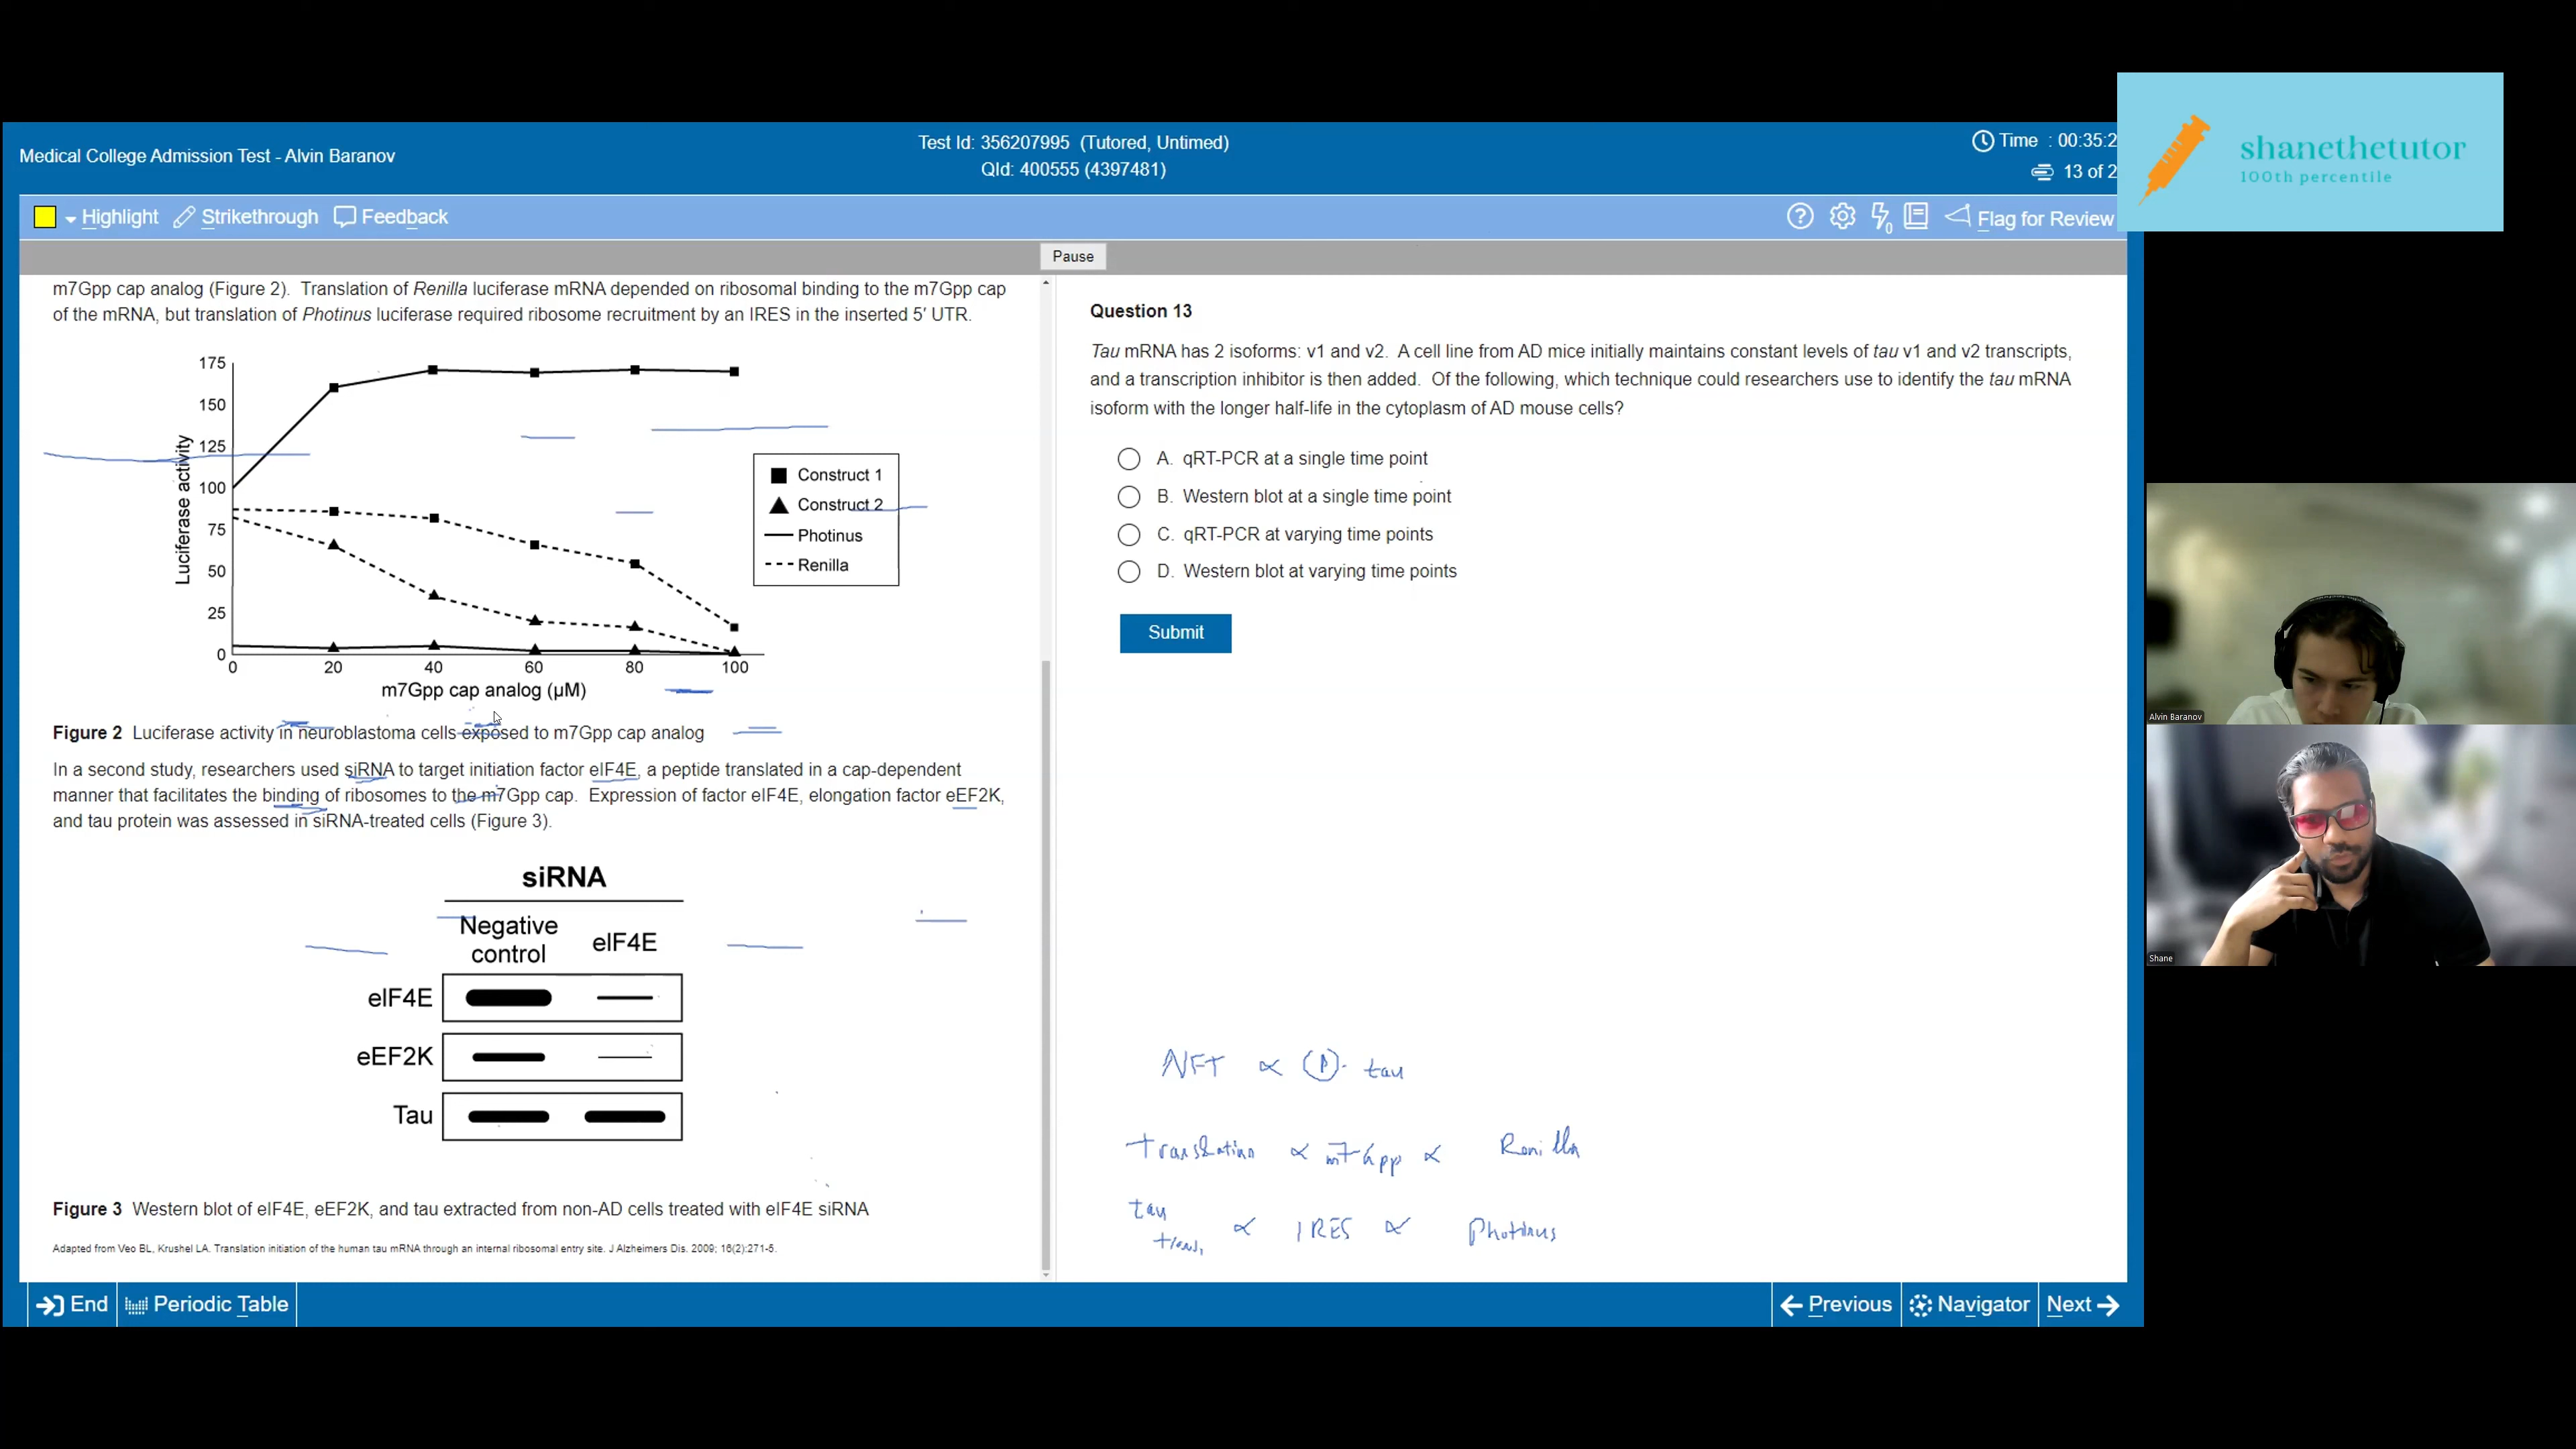 shanethetutor
100th percentile
Medical College Admission Test - Alvin Baranov
Test Id: 356207995 (Tutored, Untimed)
QId: 400555 (4397481)
Time : 00:35:2
13 of 2
Highlight Strikethrough Feedback
Flag for Review
Pause
m7Gpp cap analog (Figure 2). Translation of Renilla luciferase mRNA depended on ribosomal binding to the m7Gpp cap
of the mRNA, but translation of Photinus luciferase required ribosome recruitment by an IRES in the inserted 5′ UTR.
175
150
125
100
75
50
25
0
Luciferase activity
0 20 40 60 80 100
m7Gpp cap analog (μM)
Construct 1
Construct 2
Photinus
Renilla
Figure 2 Luciferase activity in neuroblastoma cells exposed to m7Gpp cap analog
In a second study, researchers used siRNA to target initiation factor eIF4E, a peptide translated in a cap-dependent
manner that facilitates the binding of ribosomes to the m7Gpp cap. Expression of factor eIF4E, elongation factor eEF2K,
and tau protein was assessed in siRNA-treated cells (Figure 3).
siRNA
Negative
control
eIF4E
eIF4E
eEF2K
Tau
Figure 3 Western blot of eIF4E, eEF2K, and tau extracted from non-AD cells treated with eIF4E siRNA
Adapted from Veo BL, Krushel LA. Translation initiation of the human tau mRNA through an internal ribosomal entry site. J Alzheimers Dis. 2009; 16(2):271-5.
Question 13
Tau mRNA has 2 isoforms: v1 and v2. A cell line from AD mice initially maintains constant levels of tau v1 and v2 transcripts,
and a transcription inhibitor is then added. Of the following, which technique could researchers use to identify the tau mRNA
isoform with the longer half-life in the cytoplasm of AD mouse cells?
A. qRT-PCR at a single time point
B. Western blot at a single time point
C. qRT-PCR at varying time points
D. Western blot at varying time points
Submit
NFT ∝ P tau
Translation ∝ m7Gpp ∝ Renilla
tau
trans, ∝ IRES ∝ Photinus
End Periodic Table
Previous Navigator Next
Alvin Baranov
Shane